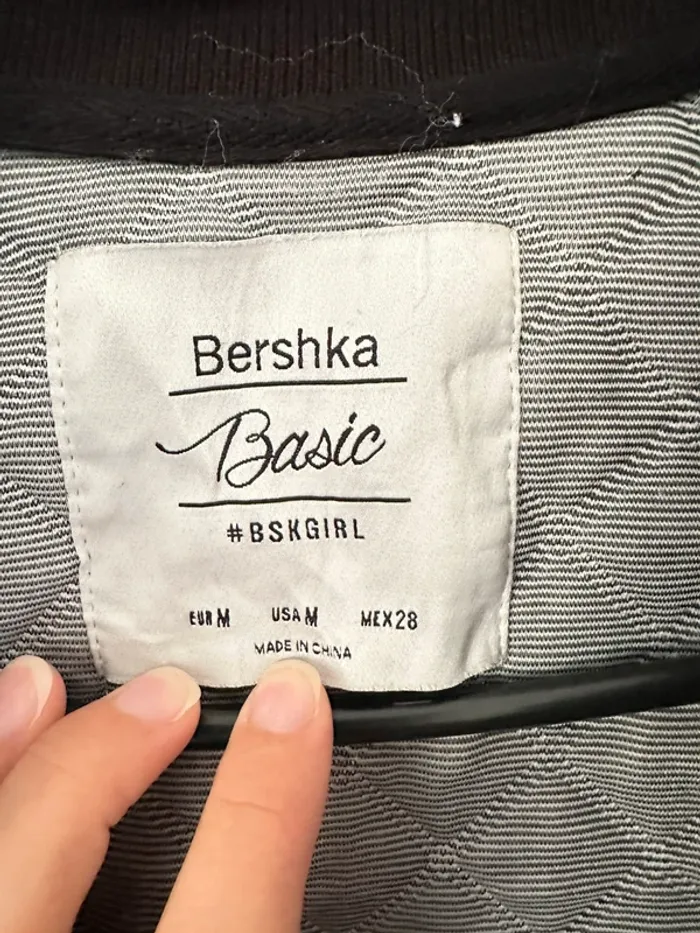 Bershka
Basic
#BSKGIRL
EUR M USA M MEX 28
MADE IN CHINA